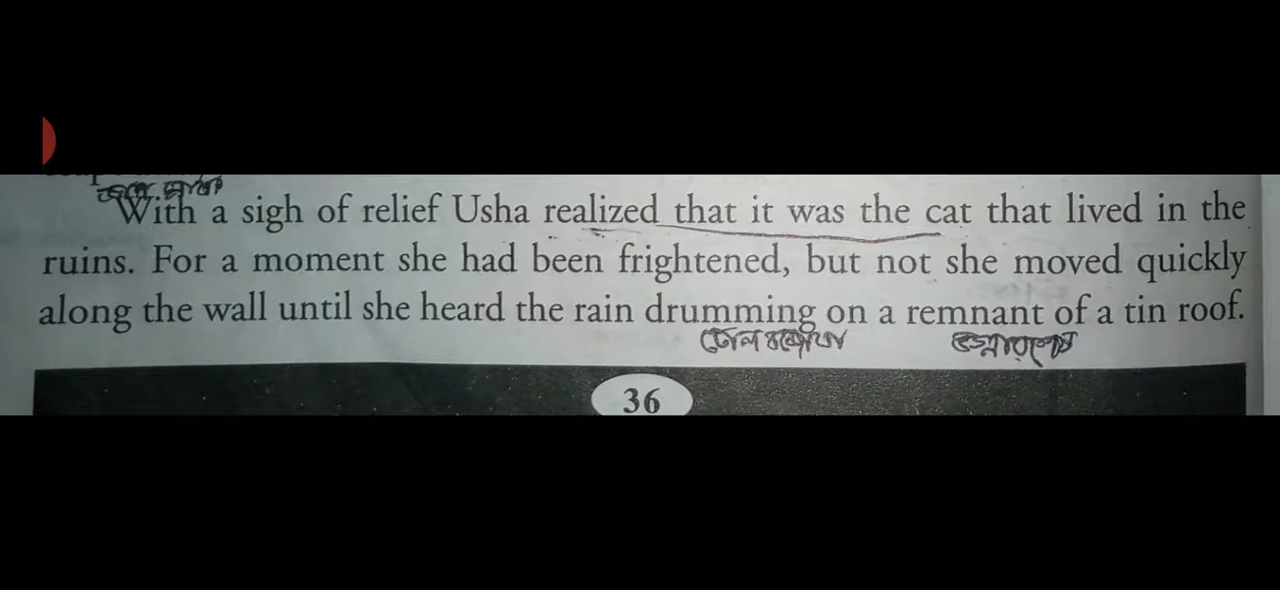 With a sigh of relief Usha realized that it was the cat that lived in the
ruins. For a moment she had been frightened, but not she moved quickly
along the wall until she heard the rain drumming on a remnant of a tin roof.
36